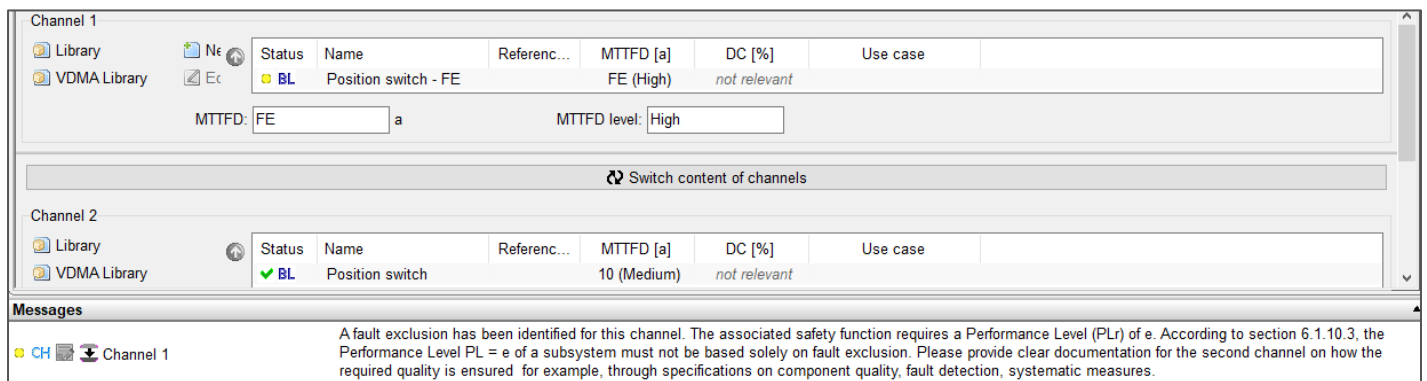 Channel 1
Library Ne Status Name Referenc... MTTFD [a] DC [%] Use case
VDMA Library Ec BL Position switch - FE FE (High) not relevant
MTTFD: FE a MTTFD level: High
Switch content of channels
Channel 2
Library Status Name Referenc... MTTFD [a] DC [%] Use case
VDMA Library BL Position switch 10 (Medium) not relevant
Messages
CH Channel 1
A fault exclusion has been identified for this channel. The associated safety function requires a Performance Level (PLr) of e. According to section 6.1.10.3, the
Performance Level PL = e of a subsystem must not be based solely on fault exclusion. Please provide clear documentation for the second channel on how the
required quality is ensured  for example, through specifications on component quality, fault detection, systematic measures.